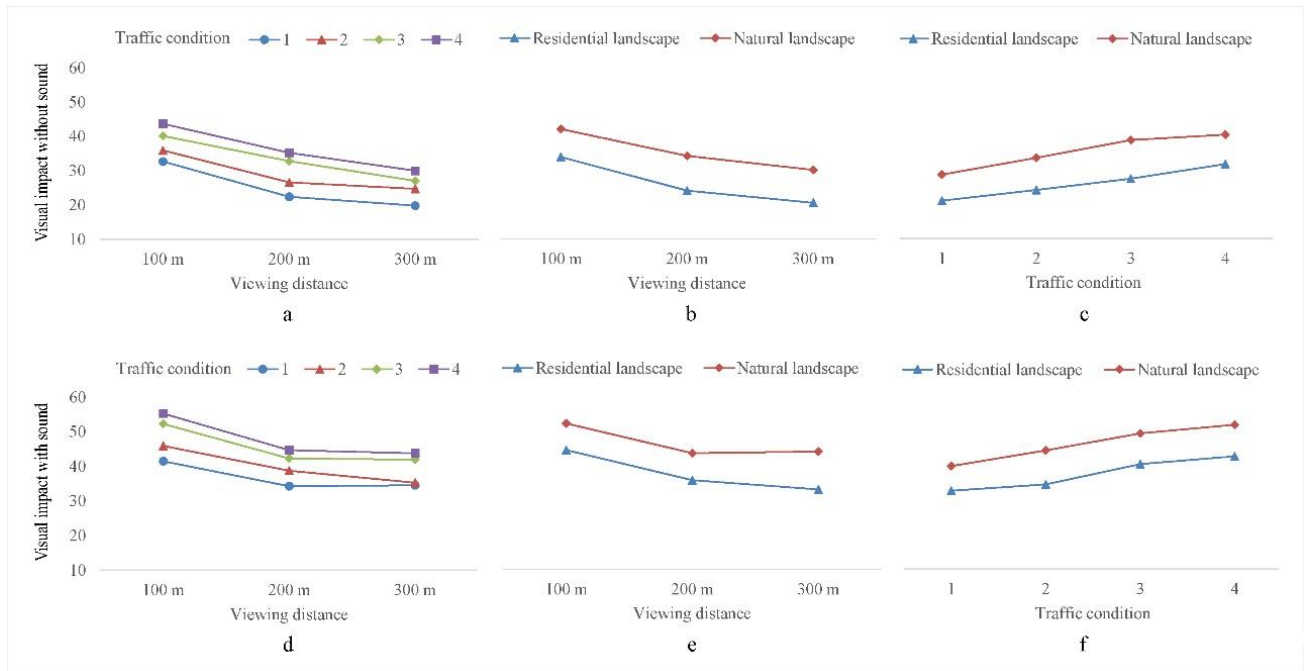 Traffic condition 1 2 3 4
Residential landscape Natural landscape
Residential landscape Natural landscape
Visual impact without sound
60
50
40
30
20
10
100 m 200 m 300 m
Viewing distance
a
100 m 200 m 300 m
Viewing distance
b
1 2 3 4
Traffic condition
c
Traffic condition 1 2 3 4
Residential landscape Natural landscape
Residential landscape Natural landscape
Visual impact with sound
60
50
40
30
20
10
100 m 200 m 300 m
Viewing distance
d
100 m 200 m 300 m
Viewing distance
e
1 2 3 4
Traffic condition
f